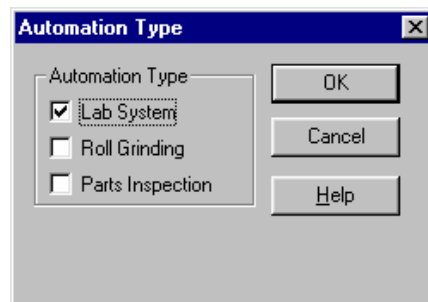 Automation Type
Automation Type
Lab System
Roll Grinding
Parts Inspection
OK
Cancel
Help